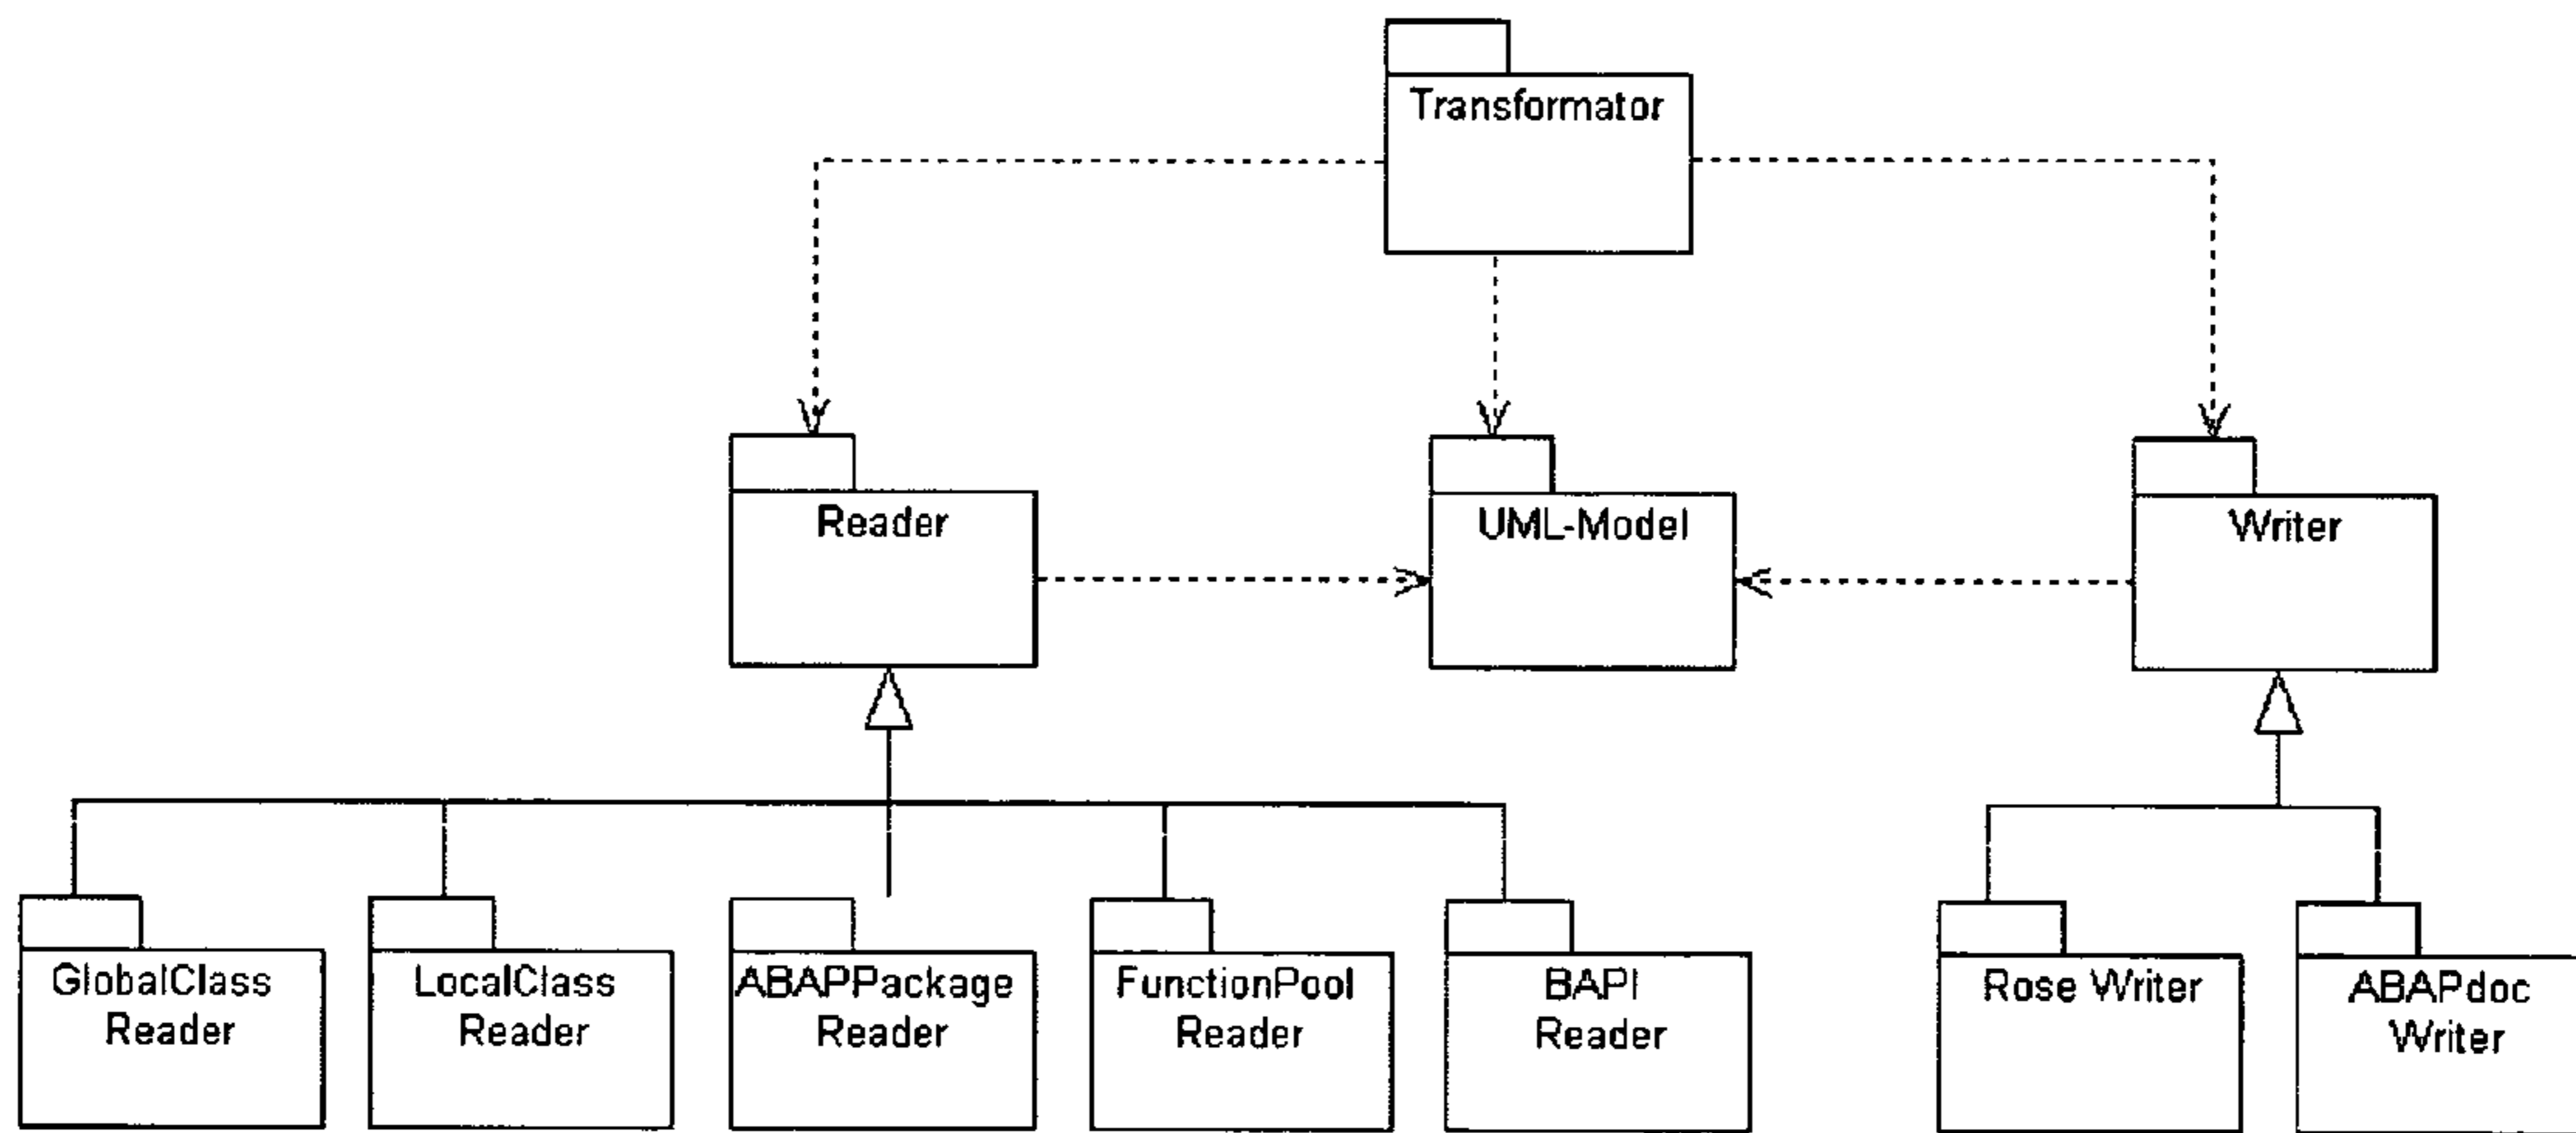 Transformator
Reader
UML-Model
Writer
GlobalClass
Reader
LocalClass
Reader
ABAPPackage
Reader
FunctionPool
Reader
BAPI
Reader
Rose Writer
ABAPdoc
Writer